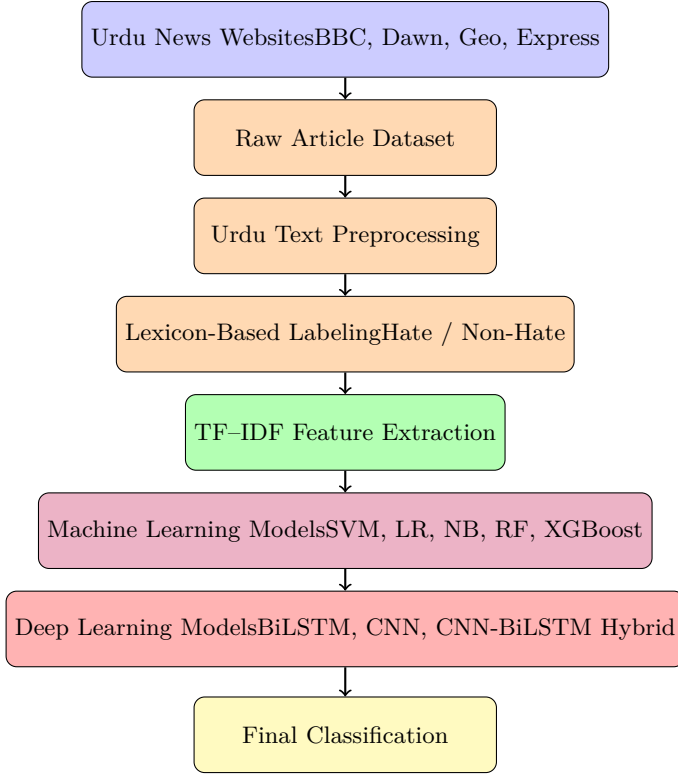 Urdu News WebsitesBBC, Dawn, Geo, Express
Raw Article Dataset
Urdu Text Preprocessing
Lexicon-Based LabelingHate / Non-Hate
TF–IDF Feature Extraction
Machine Learning ModelsSVM, LR, NB, RF, XGBoost
Deep Learning ModelsBiLSTM, CNN, CNN-BiLSTM Hybrid
Final Classification